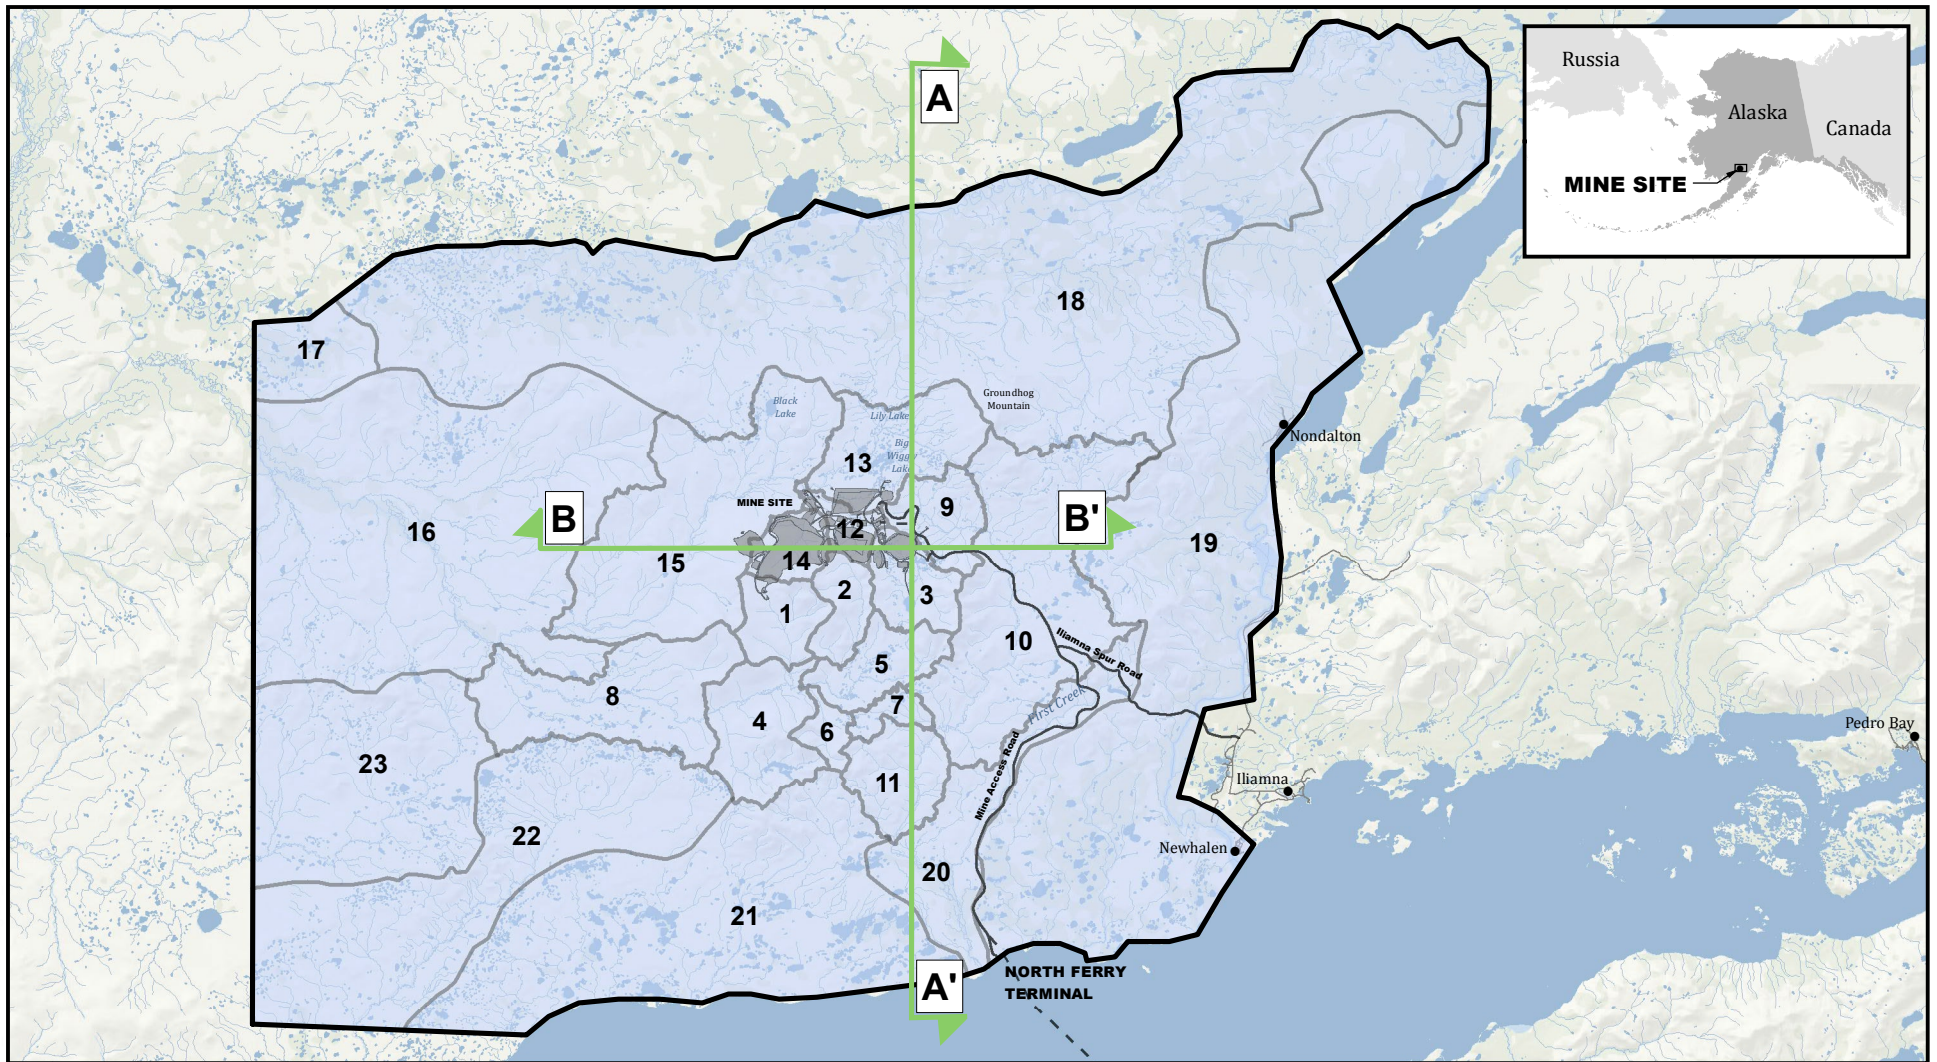 Russia
Alaska
Canada
MINE SITE
A
18
17
Black
Lake
Lily Lake
Groundhog
Mountain
Nondalton
Big
Wiggly
Lake
13
MINE SITE
9
B
B'
16
12
19
15
14
2
3
1
10
Iliamna Spur Road
5
8
7
First Creek
4
6
Pedro Bay
23
11
Mine Access Road
Iliamna
22
Newhalen
20
21
A'
NORTH FERRY
TERMINAL